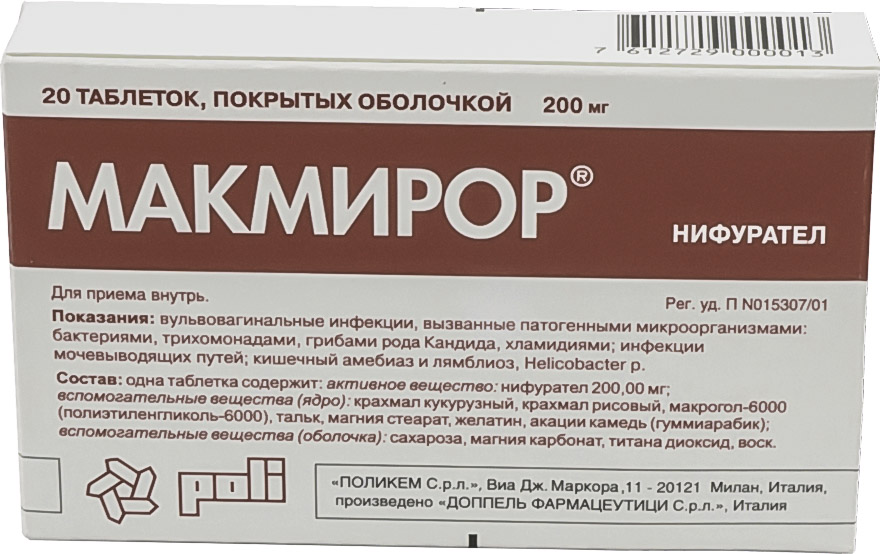 7 612729 000013
20 ТАБЛЕТОК, ПОКРЫТЫХ ОБОЛОЧКОЙ 200 мг
МАКМИРОР®
НИФУРАТЕЛ
Для приема внутрь.
Рег. уд. П N015307/01
Показания: вульвовагинальные инфекции, вызванные патогенными микроорганизмами:
бактериями, трихомонадами, грибами рода Кандида, хламидиями; инфекции
мочевыводящих путей; кишечный амебиаз и лямблиоз, Helicobacter p.
Состав: одна таблетка содержит: активное вещество: нифурател 200,00 мг;
вспомогательные вещества (ядро): крахмал кукурузный, крахмал рисовый, макрогол-6000
(полиэтиленгликоль-6000), тальк, магния стеарат, желатин, акации камедь (гуммиарабик);
вспомогательные вещества (оболочка): сахароза, магния карбонат, титана диоксид, воск.
poli
«ПОЛИКЕМ С.р.л.», Виа Дж. Маркора,11 - 20121 Милан, Италия,
произведено «ДОППЕЛЬ ФАРМАЦЕУТИЦИ С.р.л.», Италия